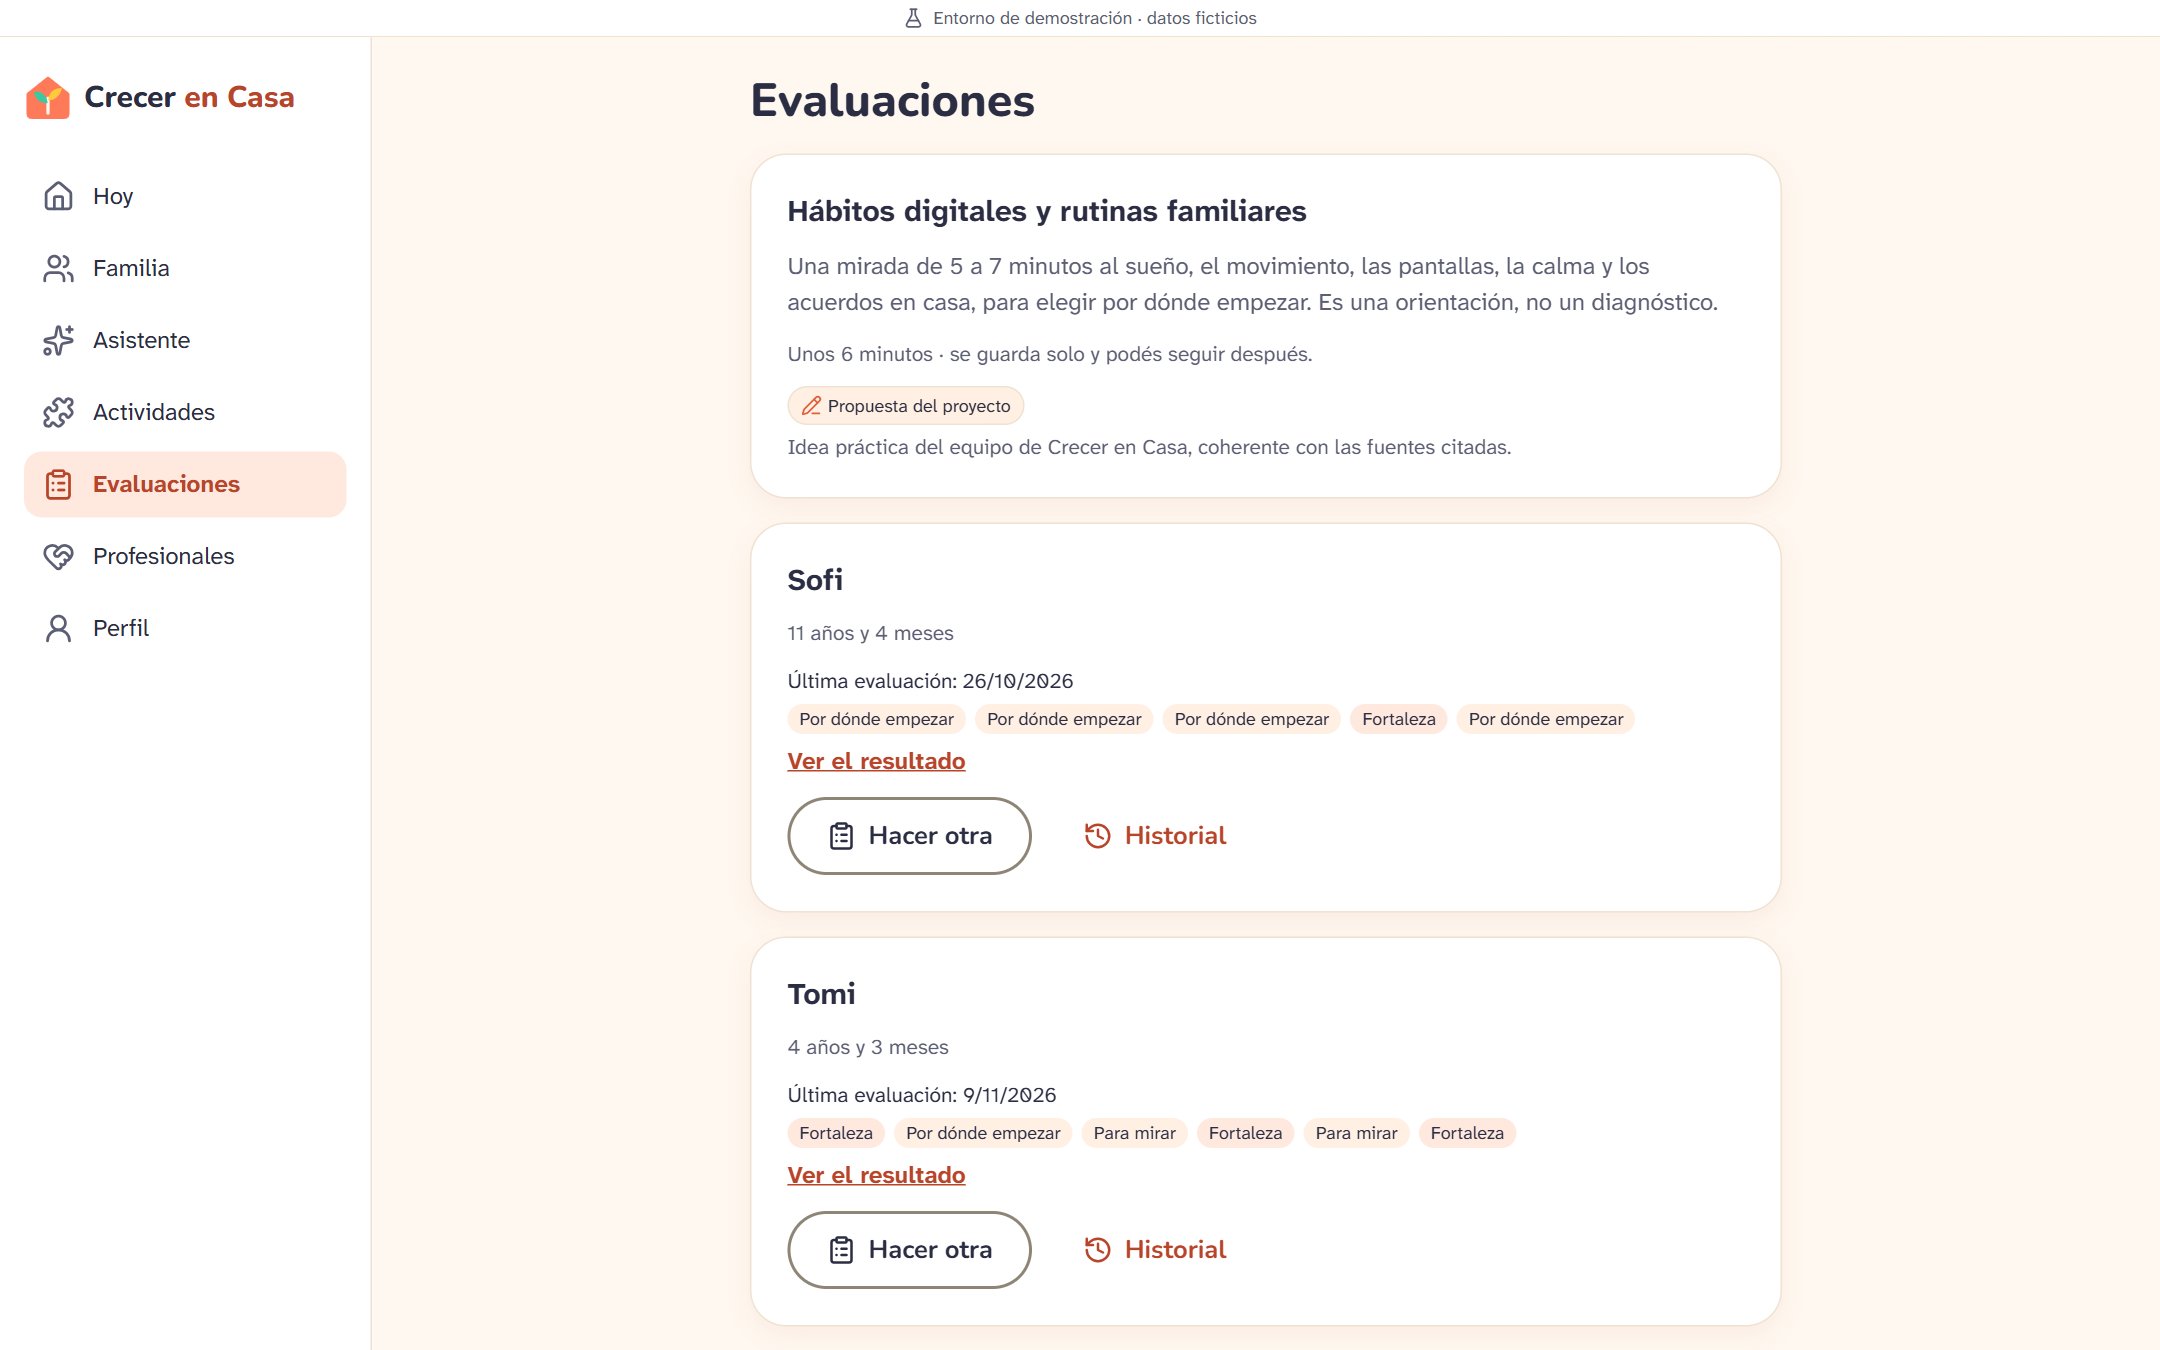 Entorno de demostración · datos ficticios
Crecer en Casa
Hoy
Familia
Asistente
Actividades
Evaluaciones
Profesionales
Perfil
Evaluaciones
Hábitos digitales y rutinas familiares
Una mirada de 5 a 7 minutos al sueño, el movimiento, las pantallas, la calma y los
acuerdos en casa, para elegir por dónde empezar. Es una orientación, no un diagnóstico.
Unos 6 minutos · se guarda solo y podés seguir después.
Propuesta del proyecto
Idea práctica del equipo de Crecer en Casa, coherente con las fuentes citadas.
Sofi
11 años y 4 meses
Última evaluación: 26/10/2026
Por dónde empezar Por dónde empezar Por dónde empezar Fortaleza Por dónde empezar
Ver el resultado
Hacer otra Historial
Tomi
4 años y 3 meses
Última evaluación: 9/11/2026
Fortaleza Por dónde empezar Para mirar Fortaleza Para mirar Fortaleza
Ver el resultado
Hacer otra Historial